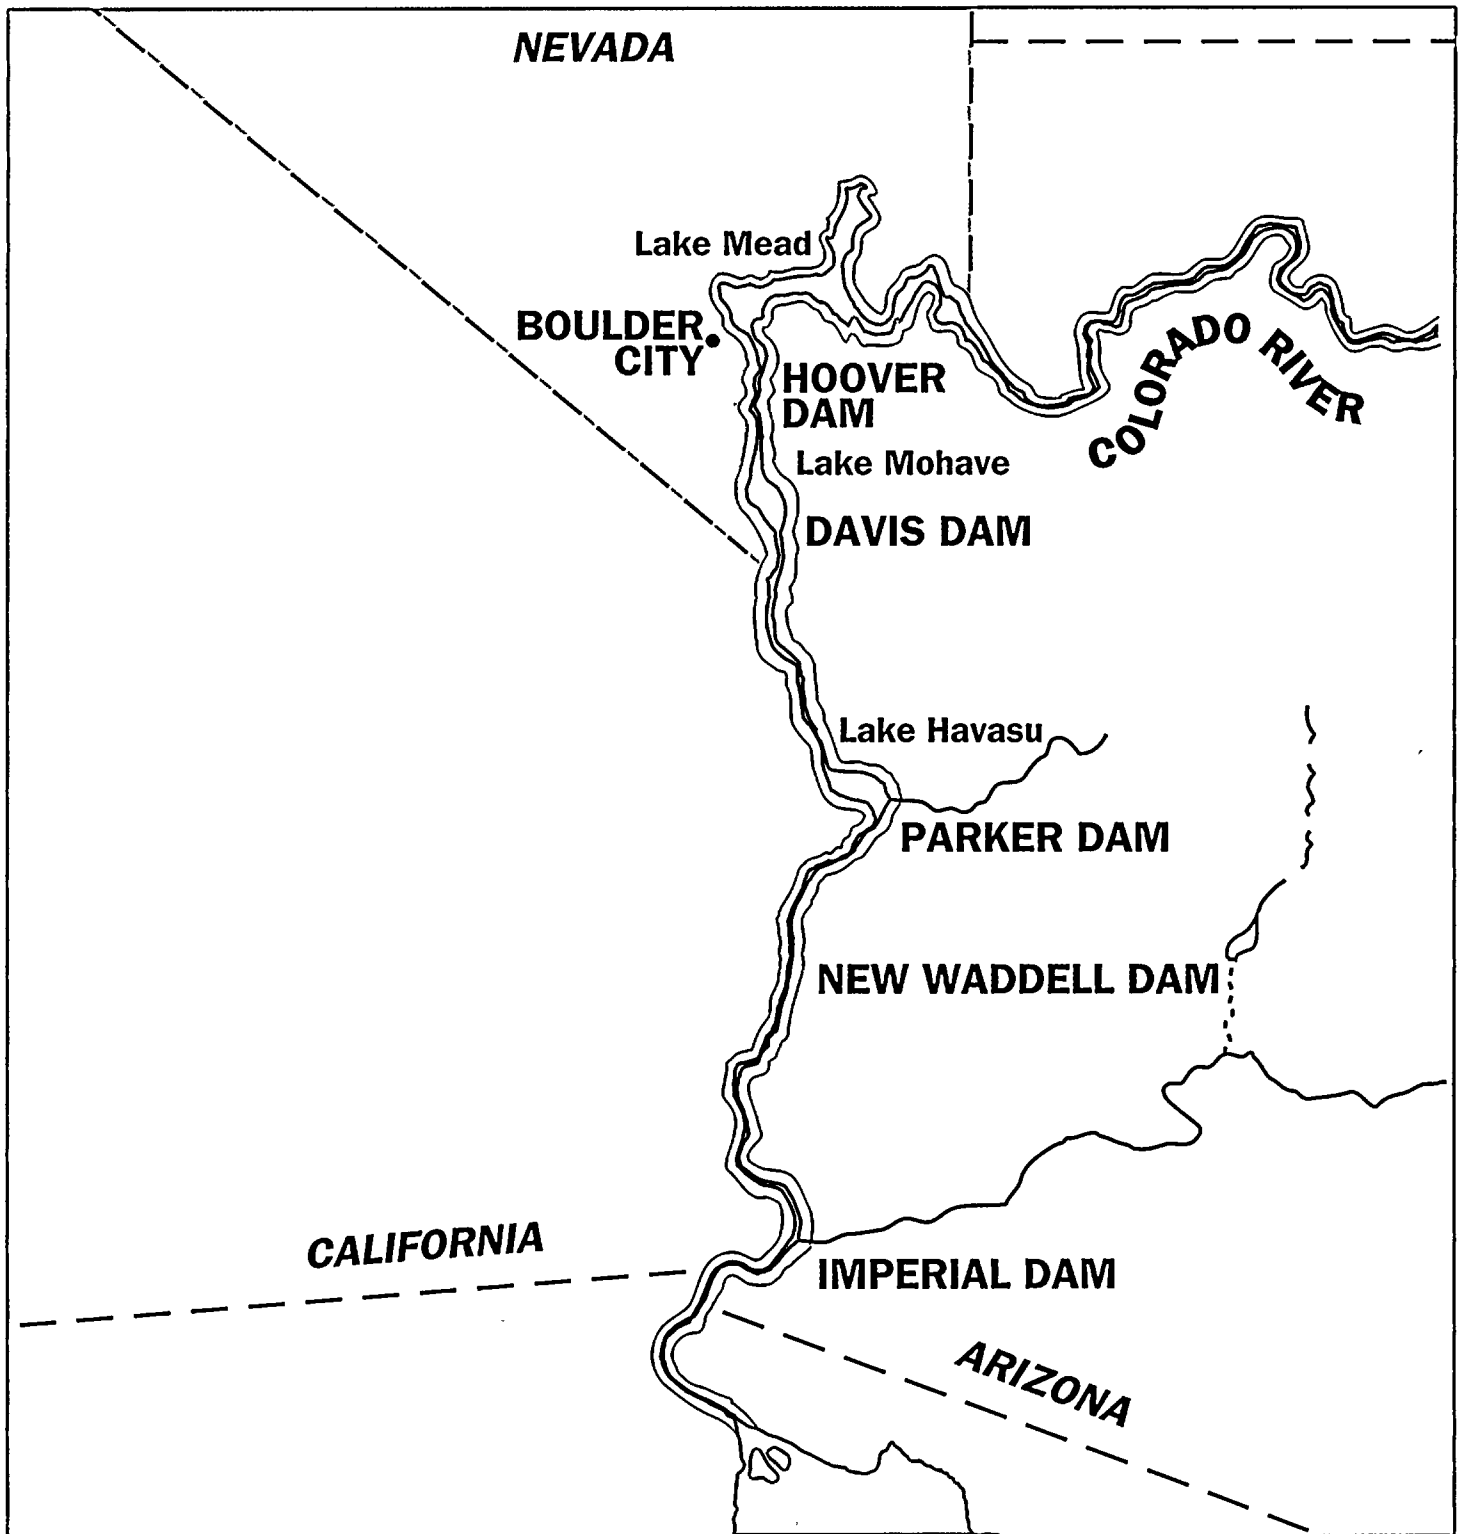 NEVADA
Lake Mead
BOULDER
CITY
HOOVER
DAM
COLORADO RIVER
Lake Mohave
DAVIS DAM
Lake Havasu
PARKER DAM
NEW WADDELL DAM
CALIFORNIA
IMPERIAL DAM
ARIZONA